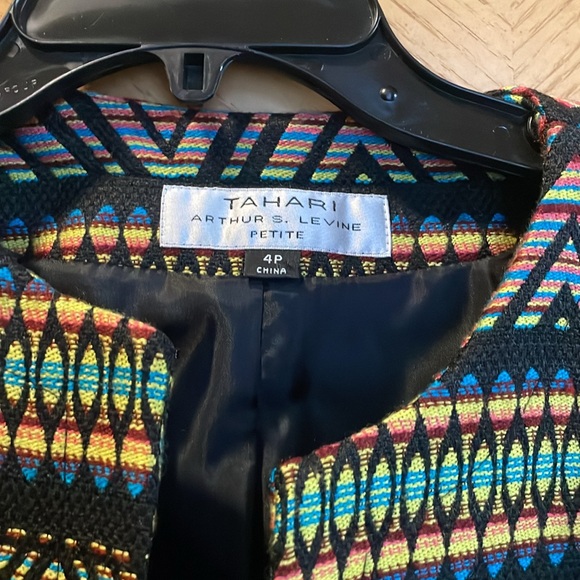 TAHARI
ARTHUR S. LEVINE
PETITE
4P
CHINA